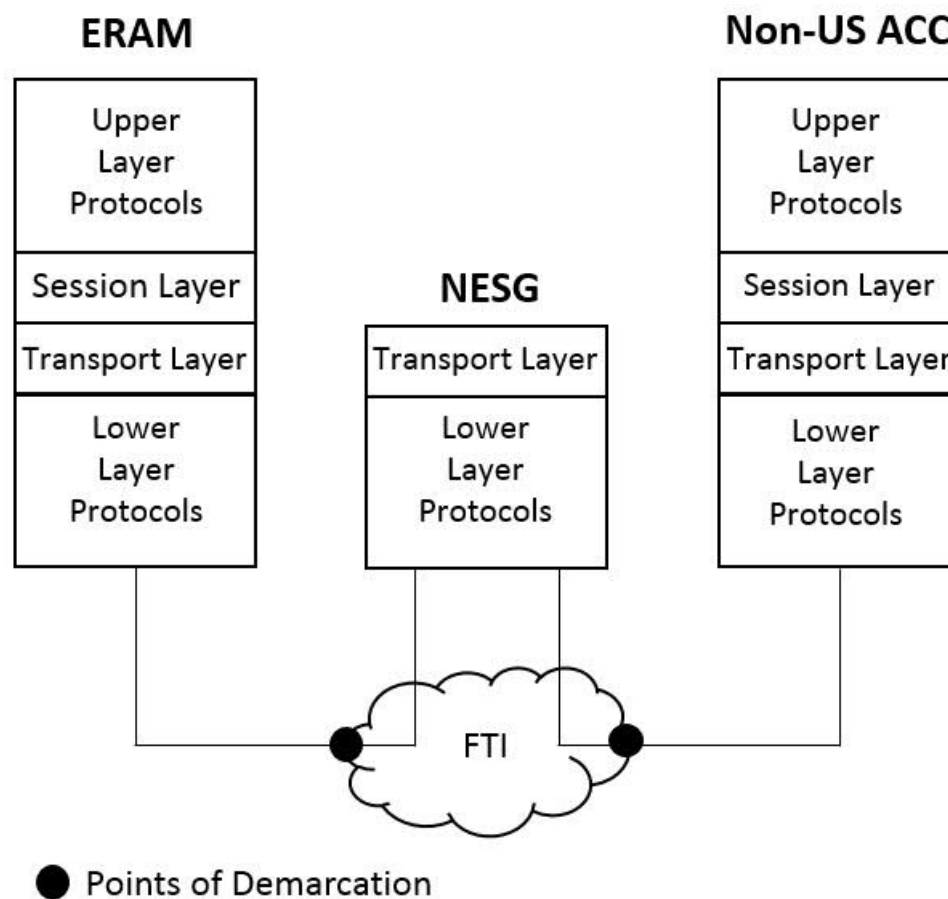 ERAM
Upper
Layer
Protocols
Session Layer
Transport Layer
Lower
Layer
Protocols
NESG
Transport Layer
Lower
Layer
Protocols
Non-US ACC
Upper
Layer
Protocols
Session Layer
Transport Layer
Lower
Layer
Protocols
FTI
Points of Demarcation